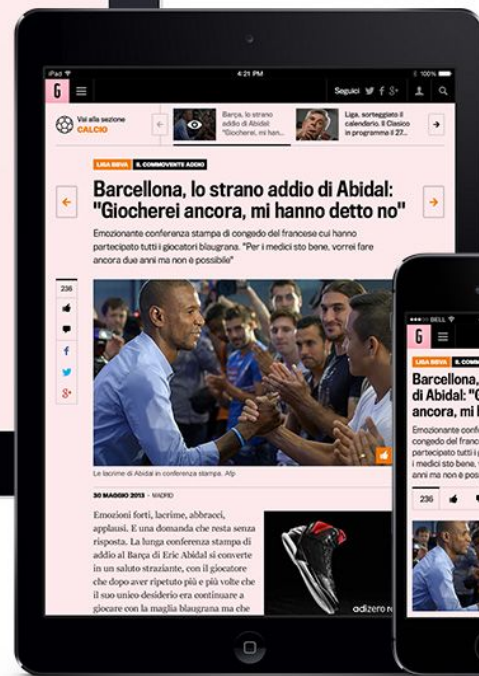 iPad
4:21 PM
100%
G
Seguici
Vai alla sezione
CALCIO
Barça, lo strano
addio di Abidal:
"Giocherei, mi han...
Liga, sorteggiato il
calendario. Il Clasico
in programma il 27...
LIGA BBVA IL COMMOVENTE ADDIO
Barcellona, lo strano addio di Abidal:
"Giocherei ancora, mi hanno detto no"
Emozionante conferenza stampa di congedo del francese cui hanno
partecipato tutti i giocatori blaugrana. "Per i medici sto bene, vorrei fare
ancora due anni ma non è possibile"
236
f
g+
Le lacrime di Abidal in conferenza stampa. Afp
30 MAGGIO 2013 - MADRID
Emozioni forti, lacrime, abbracci,
applausi. E una domanda che resta senza
risposta. La lunga conferenza stampa di
addio al Barça di Eric Abidal si converte
in un saluto straziante, con il giocatore
che dopo aver ripetuto più e più volte che
il suo unico desiderio era continuare a
giocare con la maglia blaugrana ma che
adizero
BELL
G
LIGA BBVA
Barcellona,
di Abidal: "G
ancora, mi
Emozionante
congedo del
partecipato tutti i
i medici sto bene,
anni ma non è
236